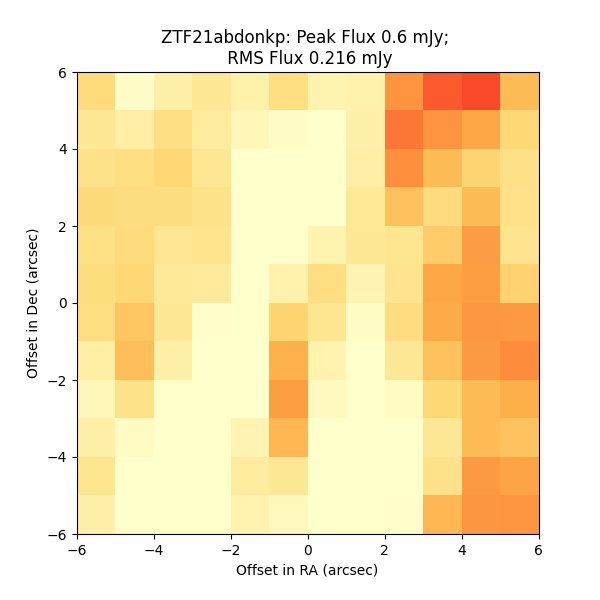 ZTF21abdonkp: Peak Flux 0.6 mJy;
RMS Flux 0.216 mJy
6
4
2
0
−2
−4
−6
Offset in Dec (arcsec)
−6 −4 −2 0 2 4 6
Offset in RA (arcsec)